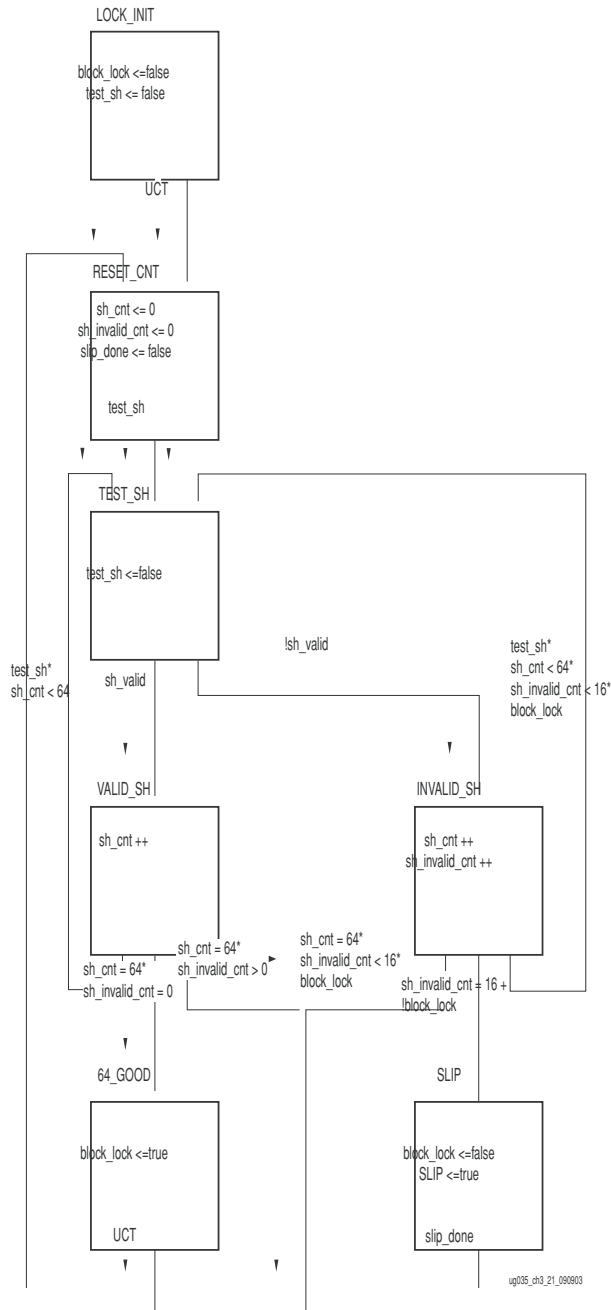 LOCK_INIT
block_lock <=false
test_sh <= false
UCT
RESET_CNT
sh_cnt <= 0
sh_invalid_cnt <= 0
slip_done <= false
test_sh
TEST_SH
test_sh <=false
!sh_valid
sh_valid
test_sh*
sh_cnt < 64
test_sh*
sh_cnt < 64*
sh_invalid_cnt < 16*
block_lock
VALID_SH
sh_cnt ++
INVALID_SH
sh_cnt ++
sh_invalid_cnt ++
sh_cnt = 64*
sh_invalid_cnt = 0
sh_cnt = 64*
sh_invalid_cnt > 0
sh_cnt = 64*
sh_invalid_cnt < 16*
block_lock
sh_invalid_cnt = 16 +
!block_lock
64_GOOD
block_lock <=true
UCT
SLIP
block_lock <=false
SLIP <=true
slip_done
ug035_ch3_21_090903